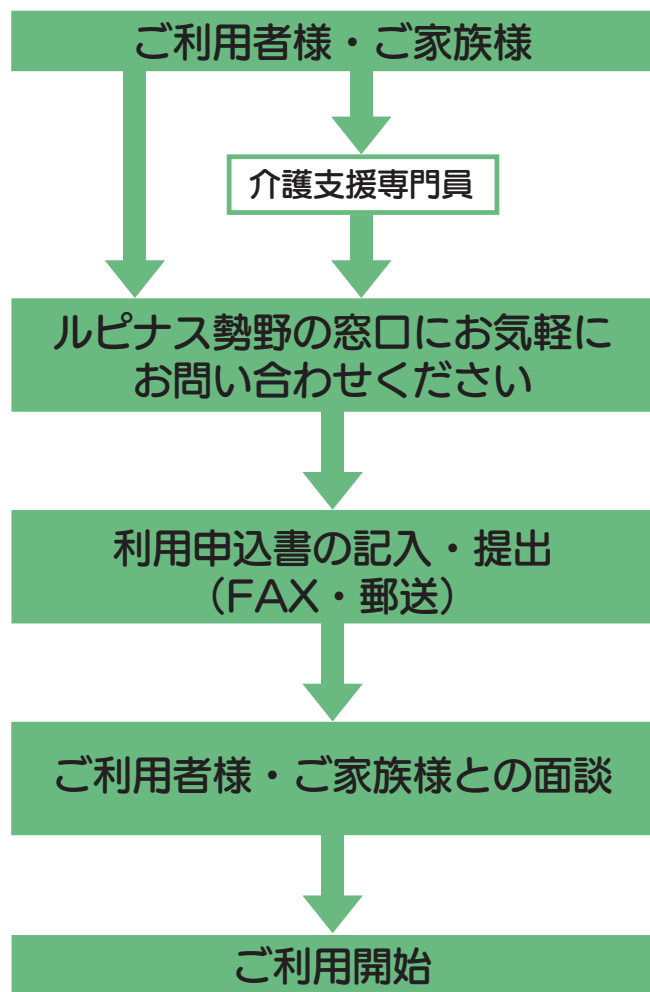 ご利用者様・ご家族様
介護支援専門員
ルピナス勢野の窓口にお気軽に
お問い合わせください
利用申込書の記入・提出
（FAX・郵送）
ご利用者様・ご家族様との面談
ご利用開始